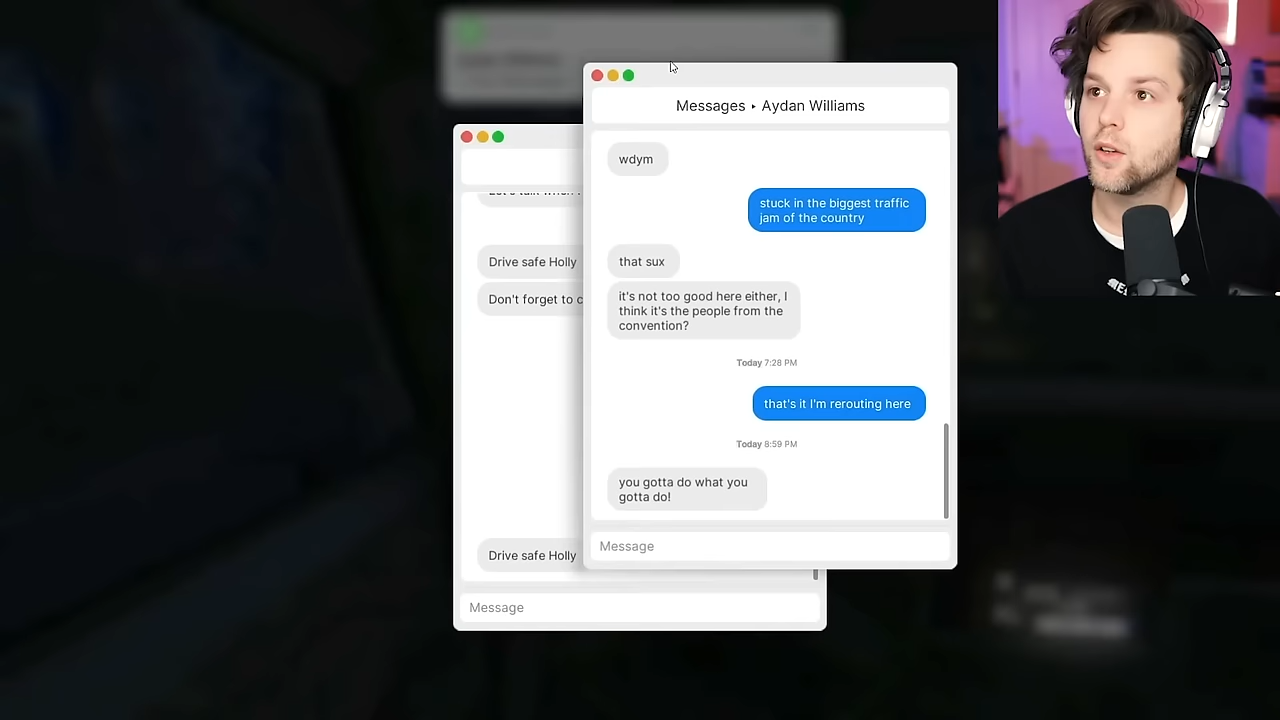 Messages ▸ Aydan Williams
wdym
stuck in the biggest traffic
jam of the country
that sux
it's not too good here either, I
think it's the people from the
convention?
Today 7:28 PM
that's it I'm rerouting here
Today 8:59 PM
you gotta do what you
gotta do!
Message
Drive safe Holly
Don't forget to
Drive safe Holly
Message